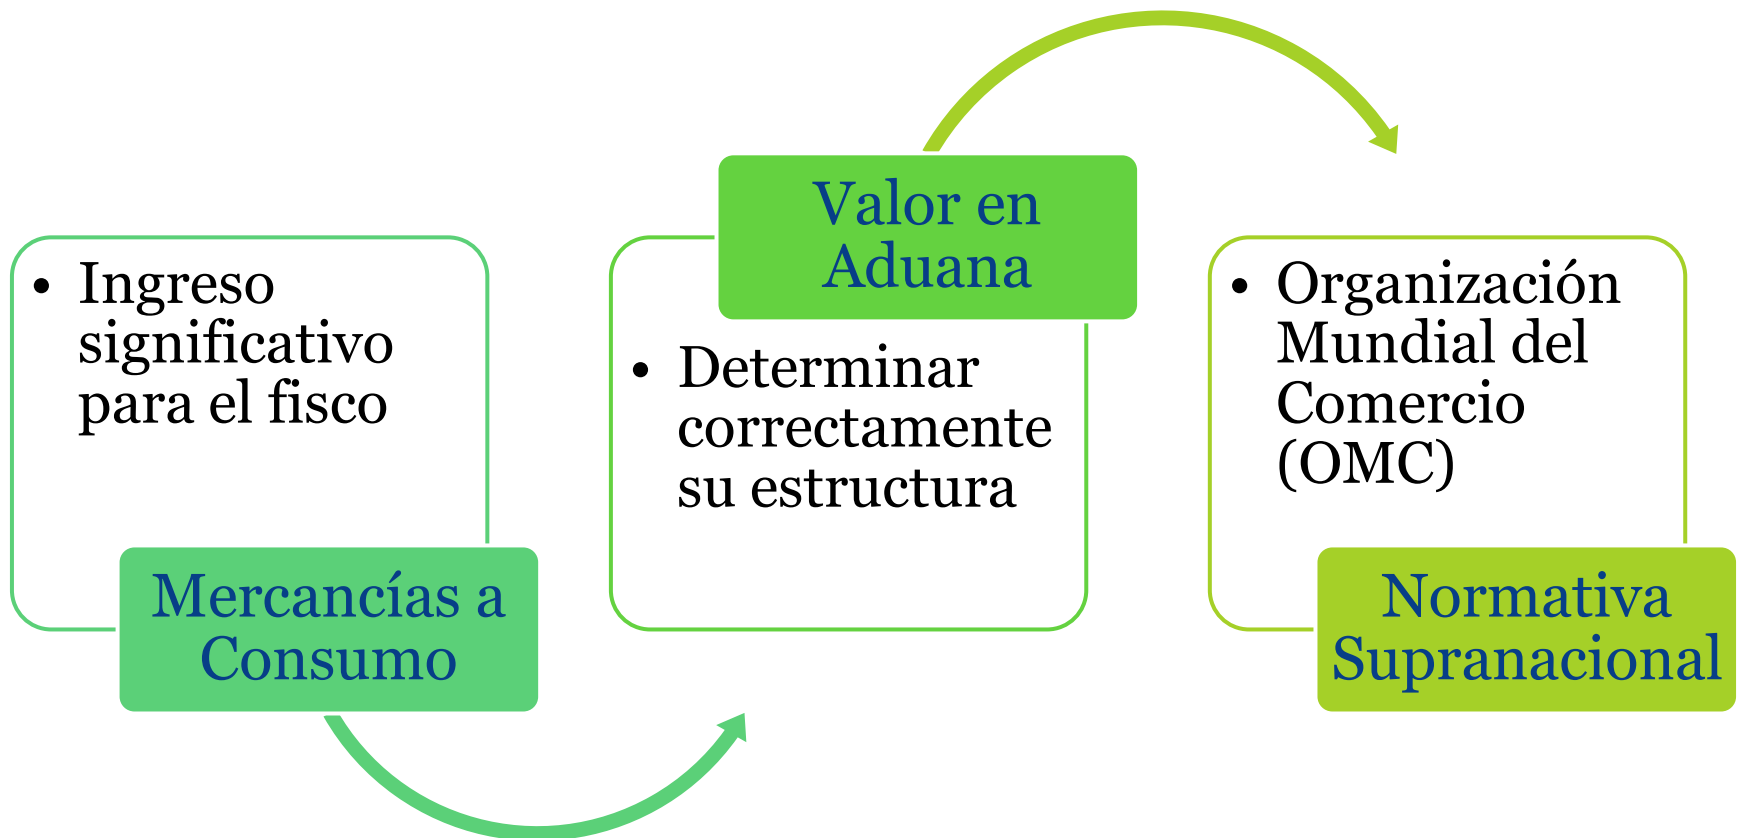 • Ingreso
significativo
para el fisco
Mercancías a
Consumo
Valor en
Aduana
• Determinar
correctamente
su estructura
• Organización
Mundial del
Comercio
(OMC)
Normativa
Supranacional